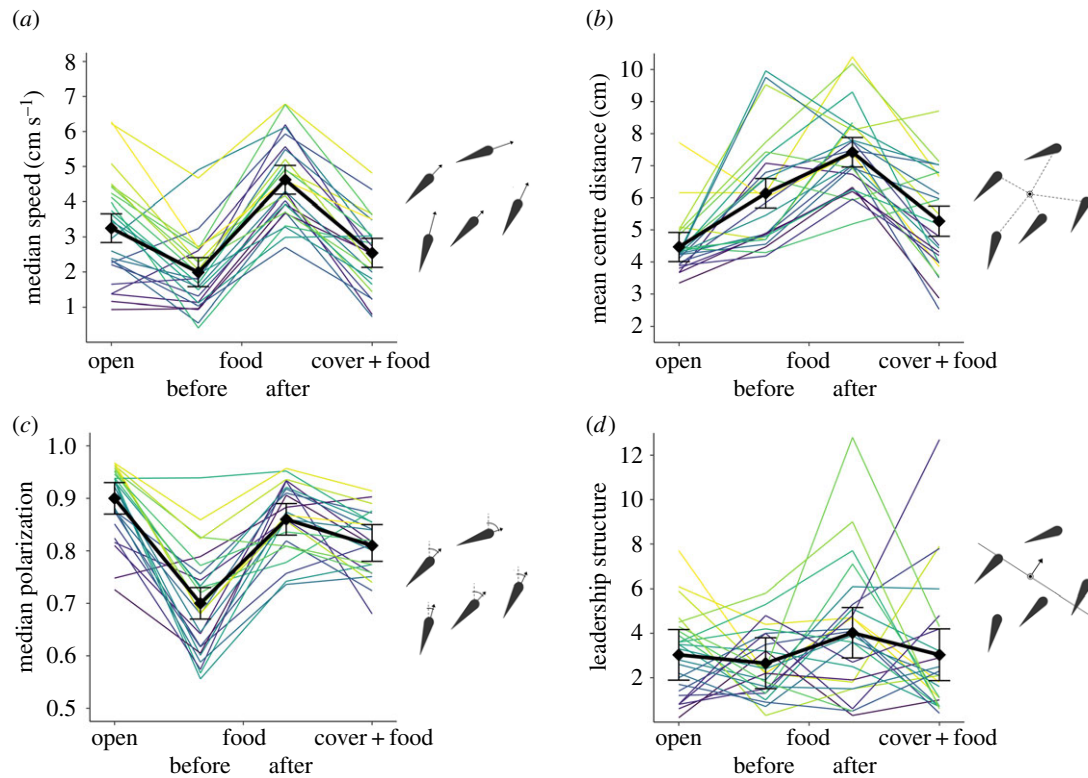 (a)
median speed (cm s⁻¹)
8
7
6
5
4
3
2
1
open
food
cover + food
before
after
(b)
mean centre distance (cm)
10
9
8
7
6
5
4
3
2
open
food
cover + food
before
after
(c)
median polarization
1.0
0.9
0.8
0.7
0.6
0.5
open
food
cover + food
before
after
(d)
leadership structure
12
10
8
6
4
2
open
food
cover + food
before
after